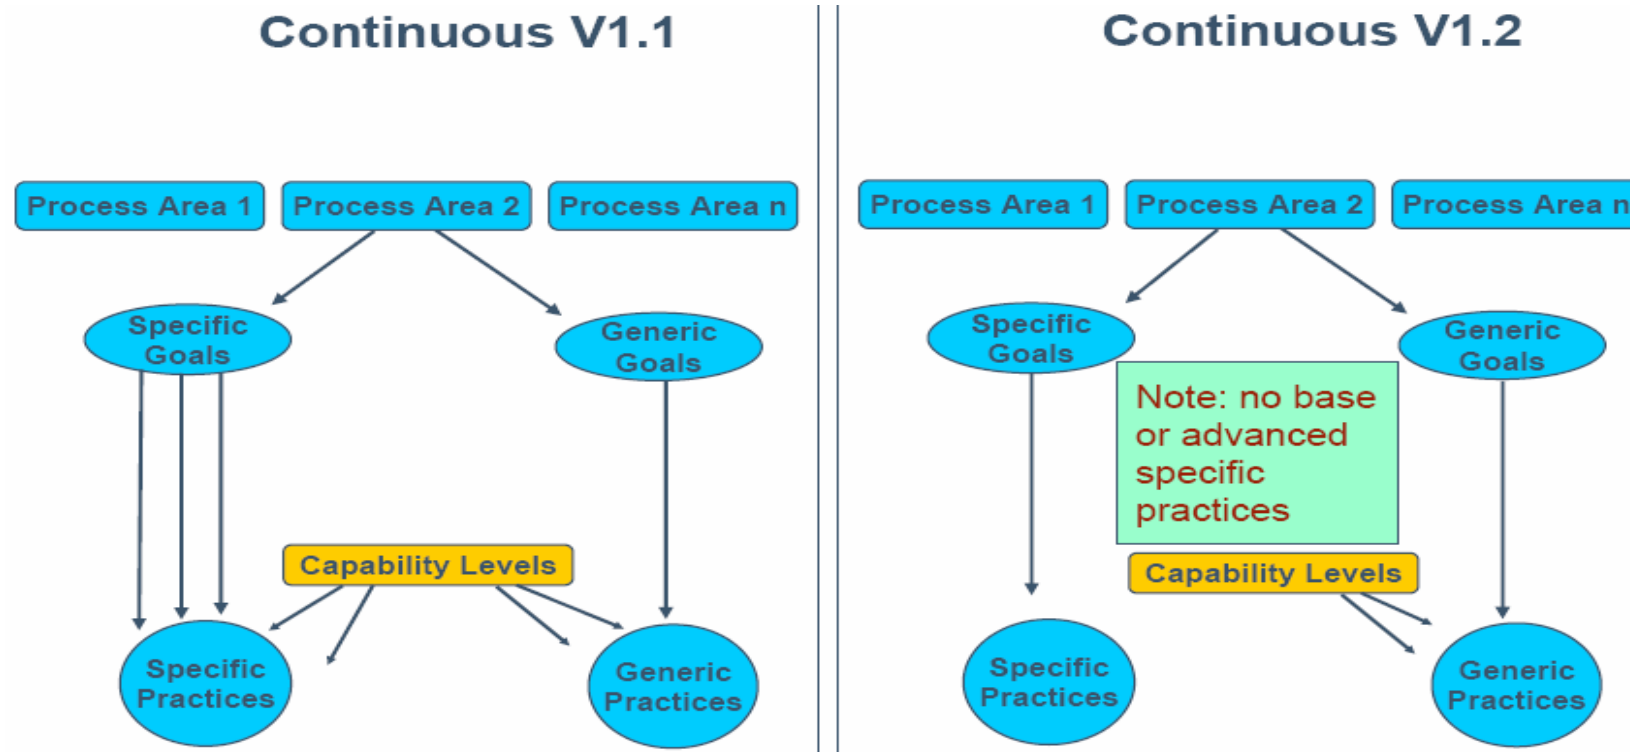 Continuous V1.1
Process Area 1
Process Area 2
Process Area n
Specific
Goals
Generic
Goals
Capability Levels
Specific
Practices
Generic
Practices
Continuous V1.2
Process Area 1
Process Area 2
Process Area n
Specific
Goals
Generic
Goals
Note: no base
or advanced
specific
practices
Capability Levels
Specific
Practices
Generic
Practices